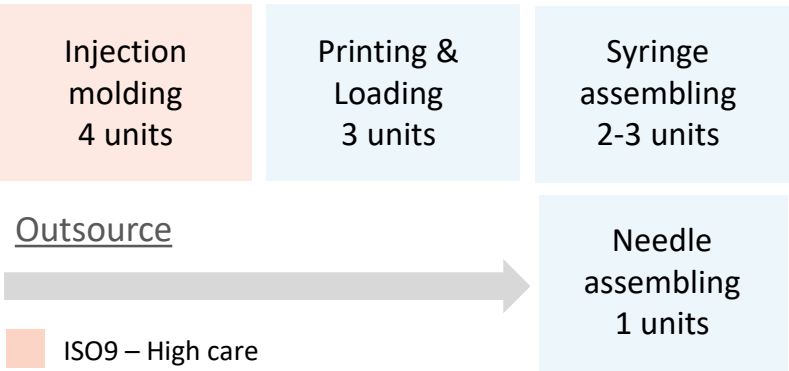 Injection
molding
4 units
Printing &
Loading
3 units
Syringe
assembling
2-3 units
Outsource
Needle
assembling
1 units
ISO9 – High care